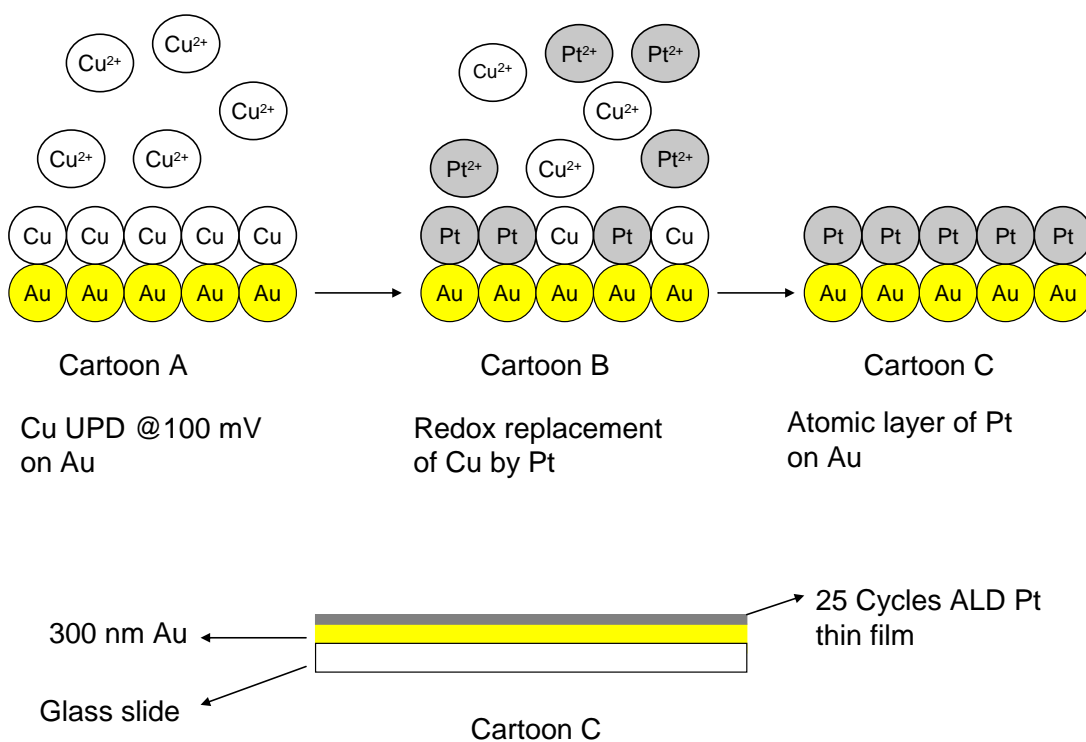 Cu2+ Cu2+ Cu2+ Cu2+ Cu2+
Cu Cu Cu Cu Cu
Au Au Au Au Au
Cartoon A
Cu UPD @100 mV
on Au
Cu2+ Pt2+ Pt2+ Cu2+ Pt2+ Cu2+ Pt2+
Pt Pt Cu Pt Cu
Au Au Au Au Au
Cartoon B
Redox replacement
of Cu by Pt
Pt Pt Pt Pt Pt
Au Au Au Au Au
Cartoon C
Atomic layer of Pt
on Au
300 nm Au
Glass slide
25 Cycles ALD Pt
thin film
Cartoon C